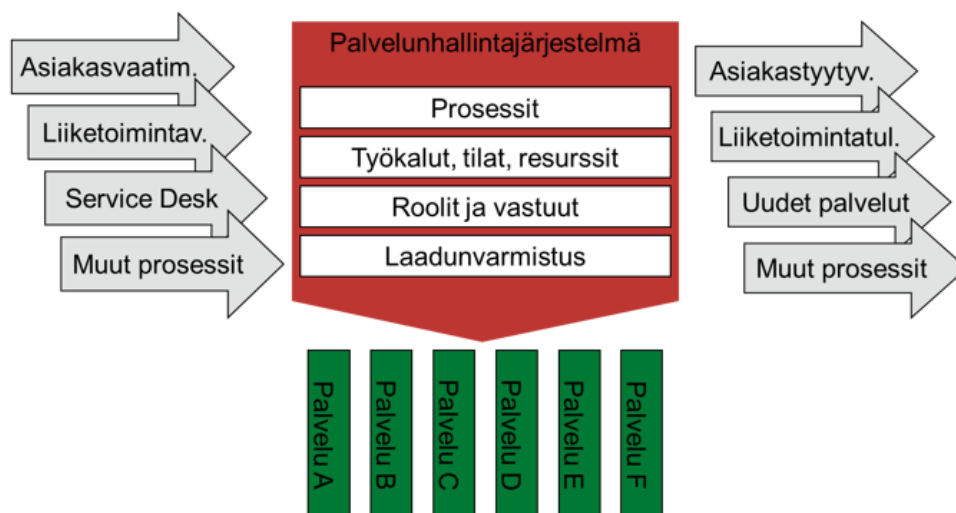 Asiakasvaatim.
Liiketoimintav.
Service Desk
Muut prosessit
Palvelunhallintajärjestelmä
Prosessit
Työkalut, tilat, resurssit
Roolit ja vastuut
Laadunvarmistus
Asiakastyytyv.
Liiketoimintatul.
Uudet palvelut
Muut prosessit
Palvelu A
Palvelu B
Palvelu C
Palvelu D
Palvelu E
Palvelu F